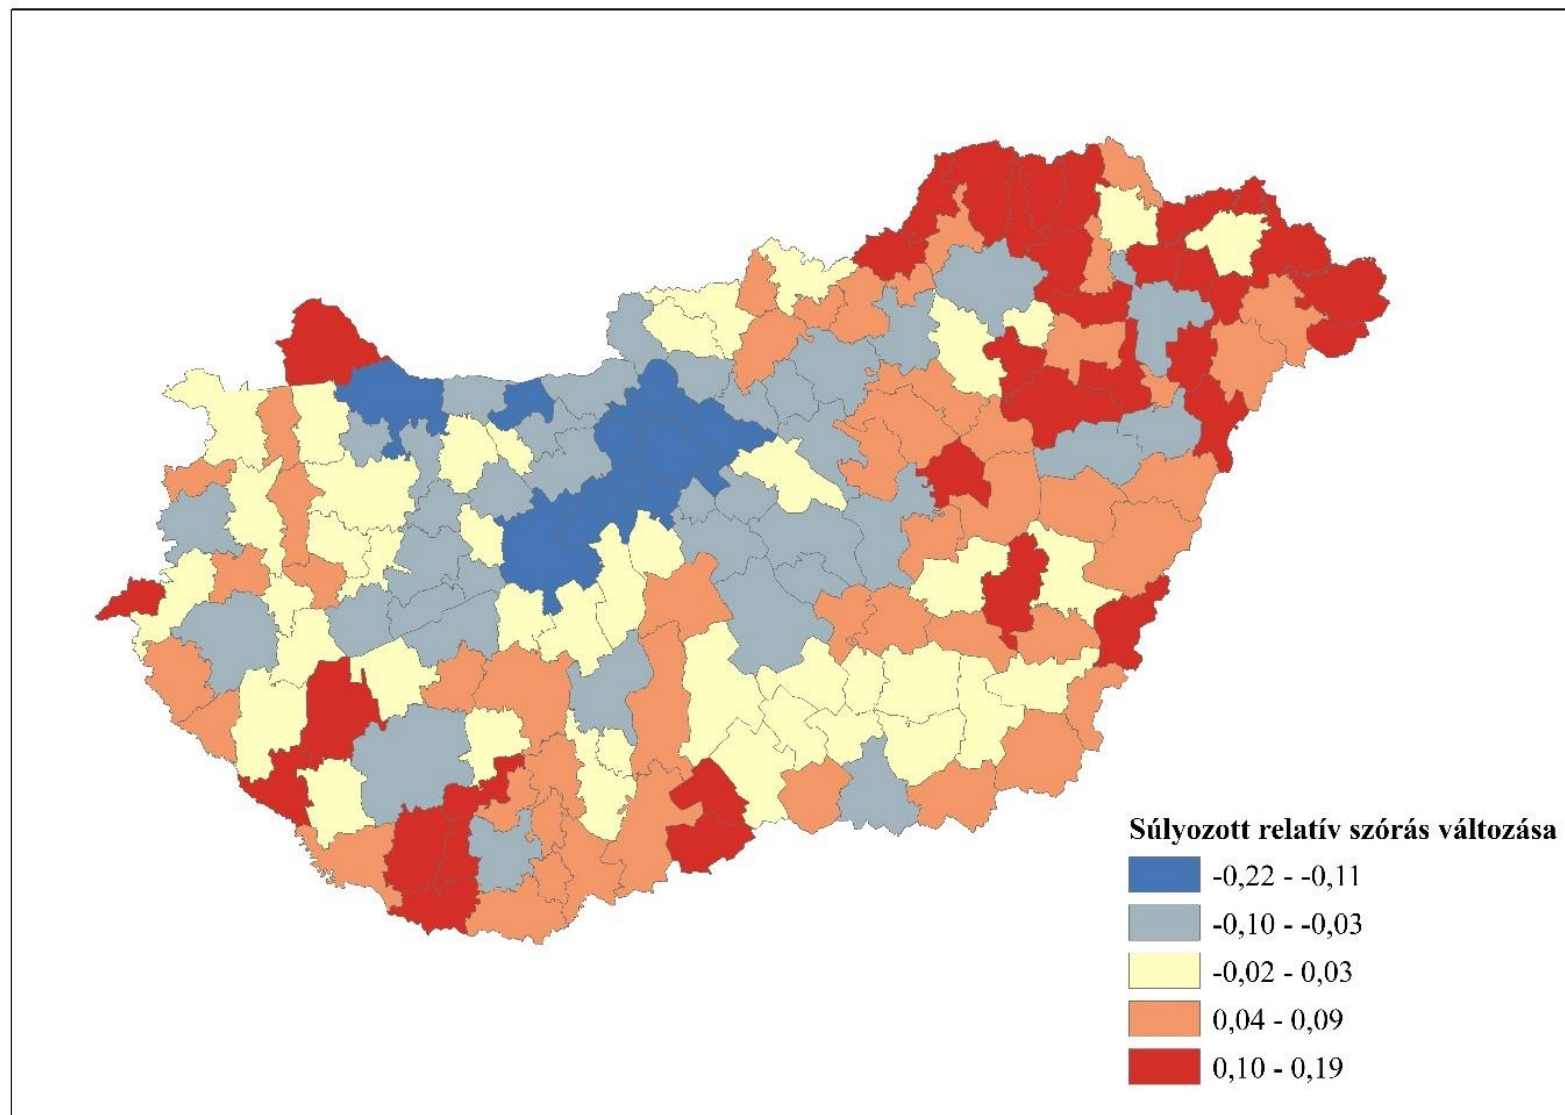 Súlyozott relatív szórás változása
-0,22 - -0,11
-0,10 - -0,03
-0,02 - 0,03
0,04 - 0,09
0,10 - 0,19